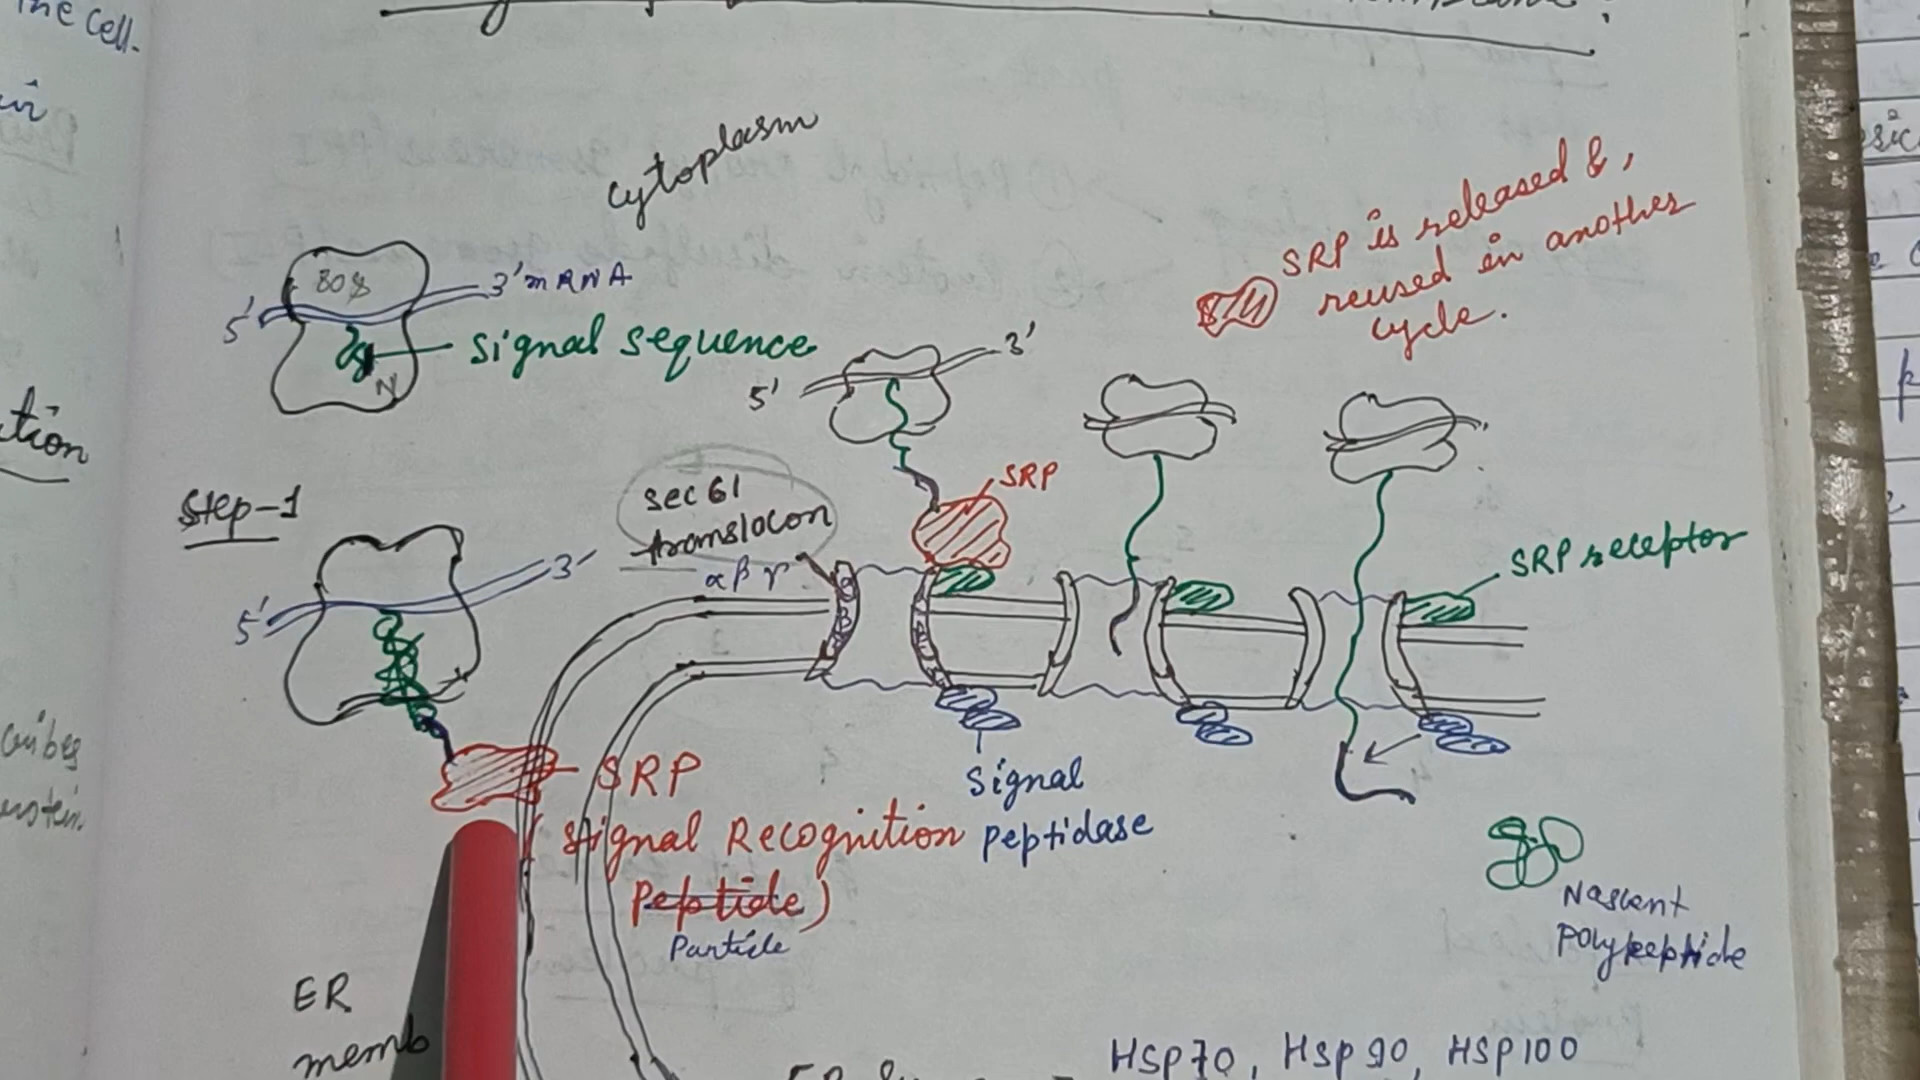 the cell.
cytoplasm
80S
5'
3' mRNA
signal sequence
N
SRP is released &,
reused in another
cycle.
5'
3'
tion
Step-1
sec 61
translocon
α β γ
SRP
SRP receptor
5'
3'
SRP
Signal Recognition
Peptide)
Particle
Signal
peptidase
Nascent
polypeptide
ER
memb
HSP70, HSP90, HSP100